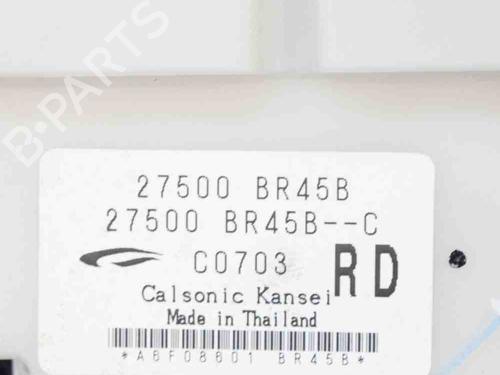 B-PARTS
27500 BR45B
27500 BR45B--C
C0703 RD
Calsonic Kansei
Made in Thailand
*A6F08601 BR45B*